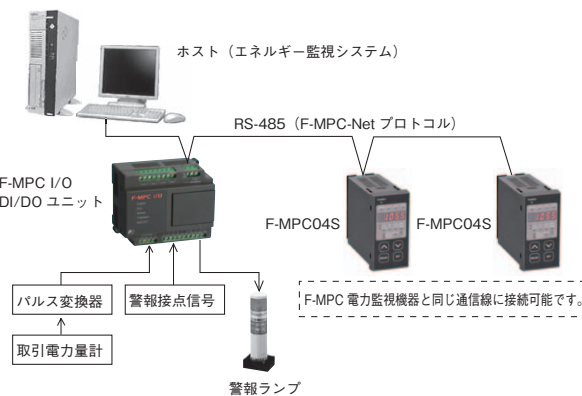 ホスト（エネルギー監視システム）
RS-485（F-MPC-Net プロトコル）
F-MPC I/O
DI/DO ユニット
F-MPC I/O
F-MPC04S
F-MPC04S
パルス変換器
警報接点信号
F-MPC 電力監視機器と同じ通信線に接続可能です。
取引電力量計
警報ランプ